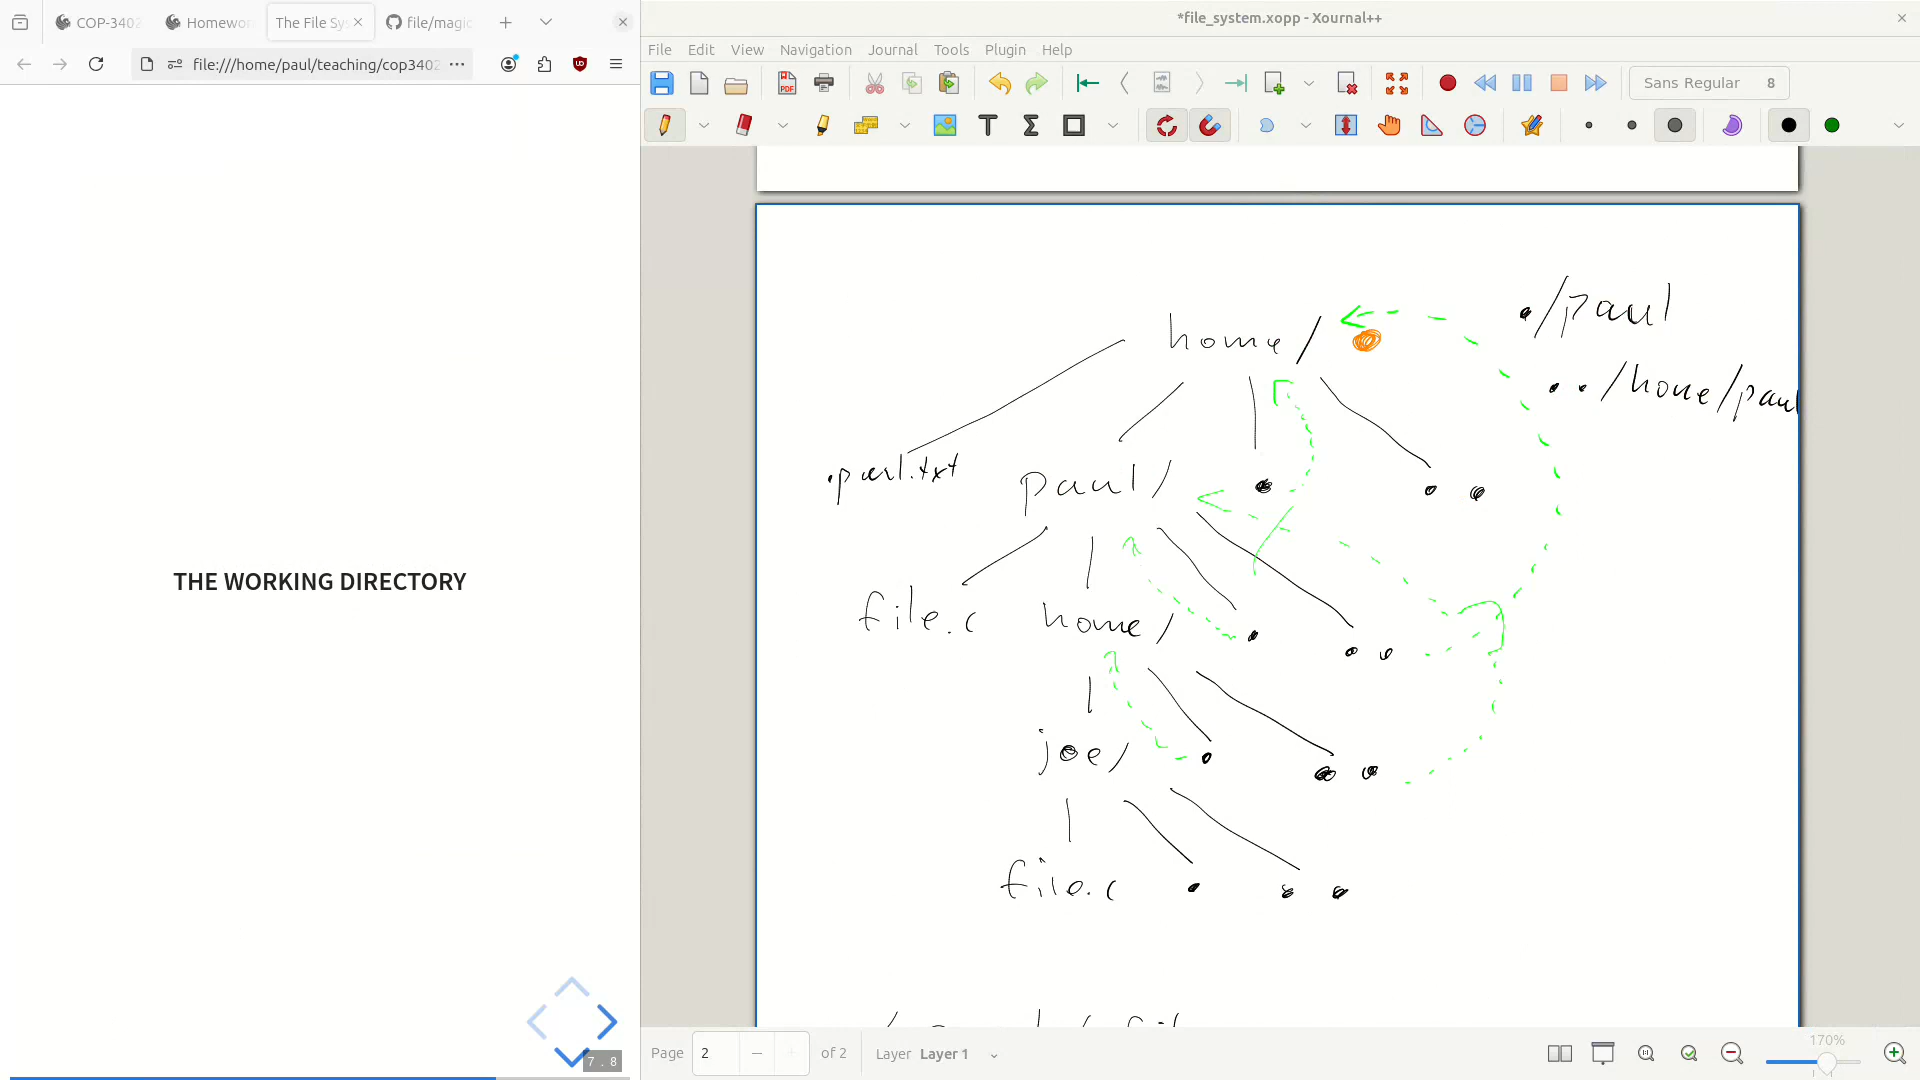 COP-3402
Homewor
The File Sys
file/magic
file:///home/paul/teaching/cop3402
THE WORKING DIRECTORY
7 . 8
*file_system.xopp - Xournal++
File Edit View Navigation Journal Tools Plugin Help
Sans Regular 8
./paul
home/
../home/paul
.paul.txt paul/ . ..
file.c home/ . ..
joe/ . ..
file.c . ..
Page 2 of 2 Layer Layer 1
170%